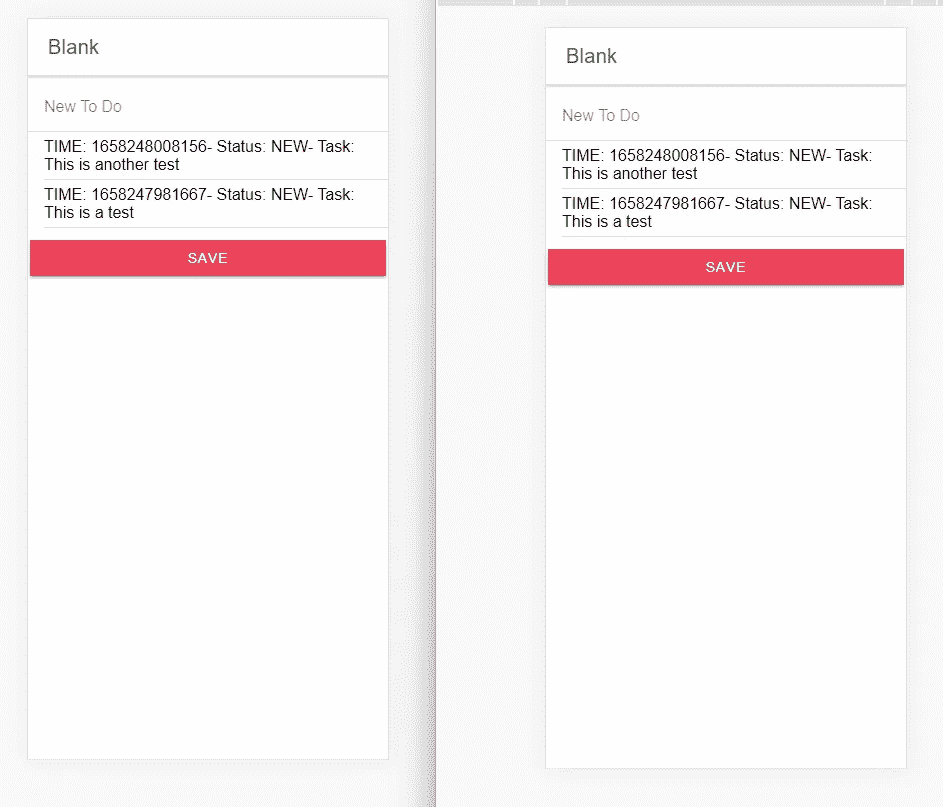 Blank
New To Do
TIME: 1658248008156- Status: NEW- Task:
This is another test
TIME: 1658247981667- Status: NEW- Task:
This is a test
SAVE
Blank
New To Do
TIME: 1658248008156- Status: NEW- Task:
This is another test
TIME: 1658247981667- Status: NEW- Task:
This is a test
SAVE